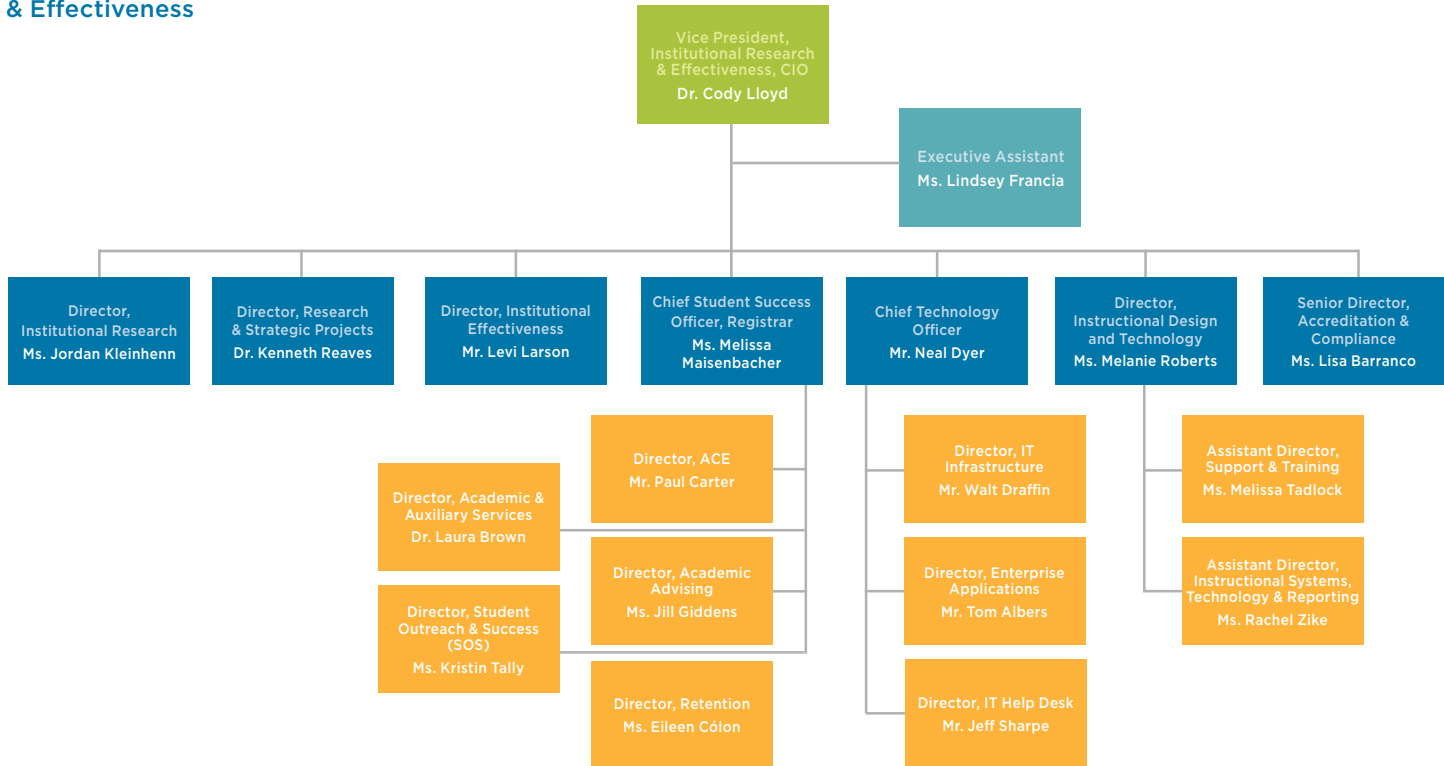 & Effectiveness
Vice President,
Institutional Research
& Effectiveness, CIO
Dr. Cody Lloyd
Executive Assistant
Ms. Lindsey Francia
Director,
Institutional Research
Ms. Jordan Kleinhenn
Director, Research
& Strategic Projects
Dr. Kenneth Reaves
Director, Institutional
Effectiveness
Mr. Levi Larson
Chief Student Success
Officer, Registrar
Ms. Melissa
Maisenbacher
Chief Technology
Officer
Mr. Neal Dyer
Director,
Instructional Design
and Technology
Ms. Melanie Roberts
Senior Director,
Accreditation &
Compliance
Ms. Lisa Barranco
Director, ACE
Mr. Paul Carter
Director, Academic &
Auxiliary Services
Dr. Laura Brown
Director, Academic
Advising
Ms. Jill Giddens
Director, Student
Outreach & Success
(SOS)
Ms. Kristin Tally
Director, Retention
Ms. Eileen Cólon
Director, IT
Infrastructure
Mr. Walt Draffin
Director, Enterprise
Applications
Mr. Tom Albers
Director, IT Help Desk
Mr. Jeff Sharpe
Assistant Director,
Support & Training
Ms. Melissa Tadlock
Assistant Director,
Instructional Systems,
Technology & Reporting
Ms. Rachel Zike